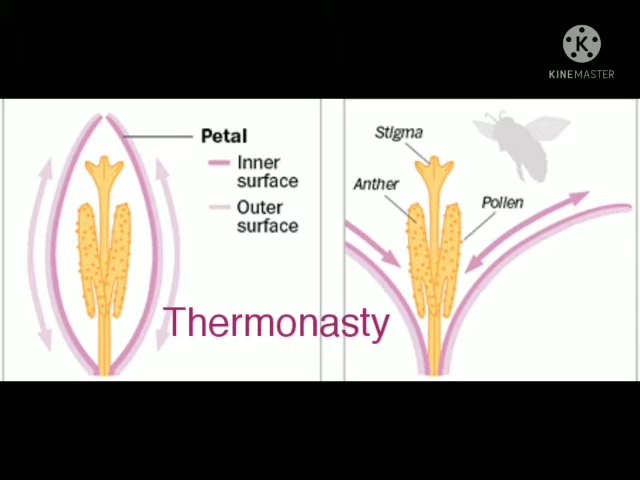 KINEMASTER
Petal
Inner
surface
Outer
surface
Stigma
Anther
Pollen
Thermonasty